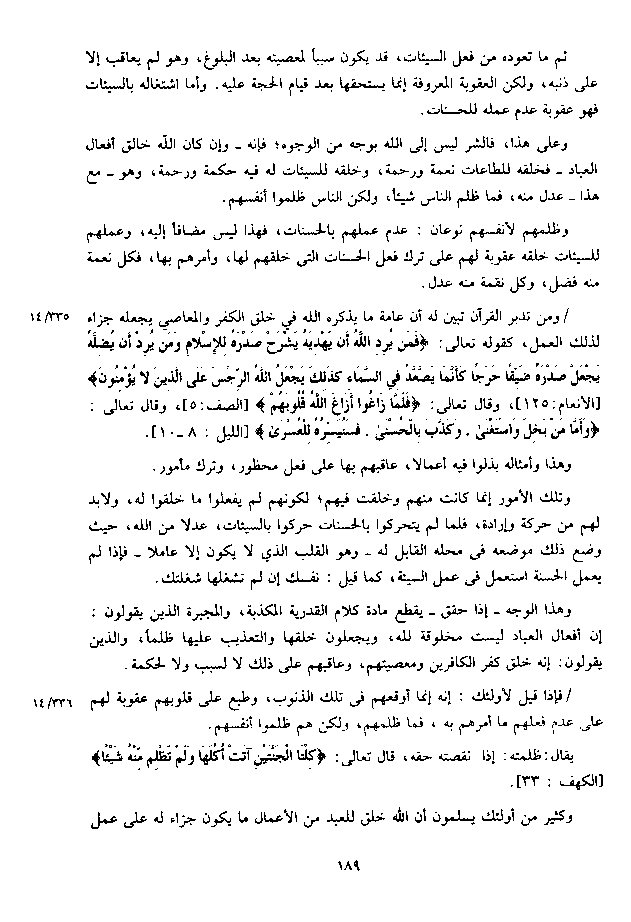 ثم ما تعوده من فعل السيئات، قد يكون سبباً لمعصيته بعد البلوغ، وهو لم يعاقب إلا
على ذنبه، ولكن العقوبة المعروفة إنما يستحقها بعد قيام الحجة عليه. وأما اشتغاله بالسيئات
فهو عقوبة عدم عمله للحسنات.
وعلى هذا، فالشر ليس إلى الله بوجه من الوجوه؛ فإنه ـ وإن كان الله خالق أفعال
العباد ـ فخلقه للطاعات نعمة ورحمة، وخلقه للسيئات له فيه حكمة ورحمة، وهو ـ مع
هذا ـ عدل منه، فما ظلم الناس شيئاً، ولكن الناس ظلموا أنفسهم.
وظلمهم لأنفسهم نوعان : عدم عملهم بالحسنات، فهذا ليس مضافاً إليه، وعملهم
للسيئات خلقه عقوبة لهم على ترك فعل الحسنات التى خلقهم لها، وأمرهم بها، فكل نعمة
منه فضل، وكل نقمة منه عدل.
١٤/٣٣٥ / ومن تدبر القرآن تبين له أن عامة ما يذكره الله في خلق الكفر والمعاصي يجعله جزاء
لذلك العمل، كقوله تعالى: ﴿فَمَن يُرِدِ اللَّهُ أَن يَهْدِيَهُ يَشْرَحْ صَدْرَهُ لِلإِسْلامِ وَمَن يُرِدْ أَن يُضِلَّهُ
يَجْعَلْ صَدْرَهُ ضَيِّقًا حَرَجًا كَأَنَّمَا يَصَّعَّدُ فِي السَّمَاءِ كَذَلِكَ يَجْعَلُ اللَّهُ الرِّجْسَ عَلَى الَّذِينَ لا يُؤْمِنُونَ﴾
[الأنعام: ١٢٥]، وقال تعالى: ﴿فَلَمَّا زَاغُوا أَزَاغَ اللَّهُ قُلُوبَهُمْ﴾ [الصف: ٥]، وقال تعالى :
﴿وَأَمَّا مَنْ بَخِلَ وَاسْتَغْنَىٰ . وَكَذَّبَ بِالْحُسْنَىٰ . فَسَنُيَسِّرُهُ لِلْعُسْرَىٰ﴾ [الليل : ٨ ـ ١٠].
وهذا وأمثاله بذلوا فيه أعمالا، عاقبهم بها على فعل محظور، وترك مأمور.
وتلك الأمور إنما كانت منهم وخلقت فيهم؛ لكونهم لم يفعلوا ما خلقوا له، ولابد
لهم من حركة وإرادة، فلما لم يتحركوا بالحسنات حركوا بالسيئات، عدلا من الله، حيث
وضع ذلك موضعه فى محله القابل له ـ وهو القلب الذي لا يكون إلا عاملا ـ فإذا لم
يعمل الحسنة استعمل فى عمل السيئة، كما قيل : نفسك إن لم تشغلها شغلتك.
وهذا الوجه ـ إذا حقق ـ يقطع مادة كلام القدرية المكذبة، والمجبرة الذين يقولون :
إن أفعال العباد ليست مخلوقة لله، ويجعلون خلقها والتعذيب عليها ظلماً، والذين
يقولون: إنه خلق كفر الكافرين ومعصيتهم، وعاقبهم على ذلك لا لسبب ولا لحكمة.
١٤/٣٣٦ / فإذا قيل لأولئك : إنه إنما أوقعهم فى تلك الذنوب، وطبع على قلوبهم عقوبة لهم
على عدم فعلهم ما أمرهم به ، فما ظلمهم، ولكن هم ظلموا أنفسهم.
يقال: ظلمته: إذا نقصته حقه، قال تعالى: ﴿كِلْتَا الْجَنَّتَيْنِ آتَتْ أُكُلَهَا وَلَمْ تَظْلِم مِّنْهُ شَيْئًا﴾
[الكهف : ٣٣].
وكثير من أولئك يسلمون أن الله خلق للعبد من الأعمال ما يكون جزاء له على عمل
١٨٩